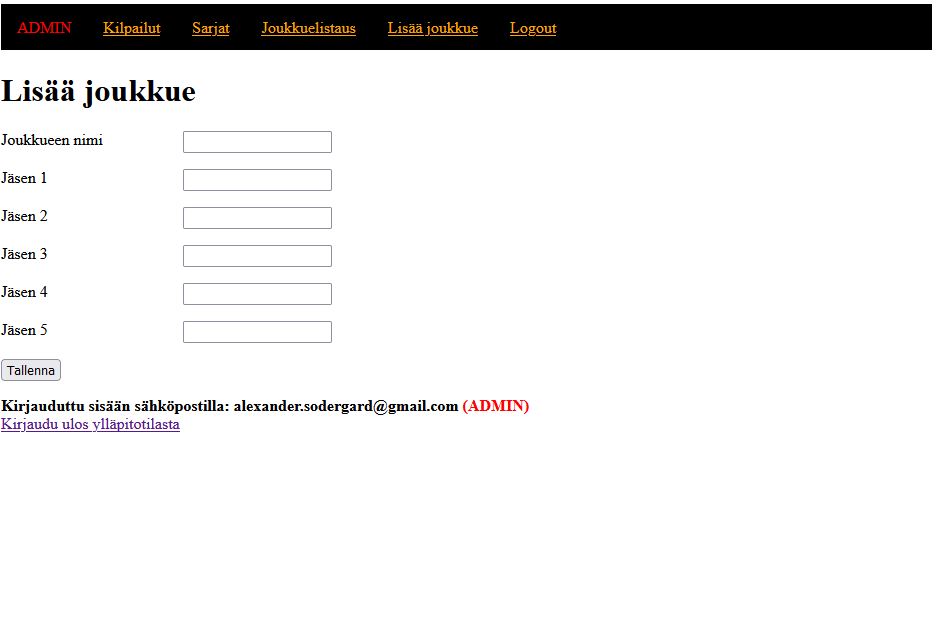 ADMIN Kilpailut Sarjat Joukkuelistaus Lisää joukkue Logout
Lisää joukkue
Joukkueen nimi
Jäsen 1
Jäsen 2
Jäsen 3
Jäsen 4
Jäsen 5
Tallenna
Kirjauduttu sisään sähköpostilla: alexander.sodergard@gmail.com (ADMIN)
Kirjaudu ulos ylläpitotilasta